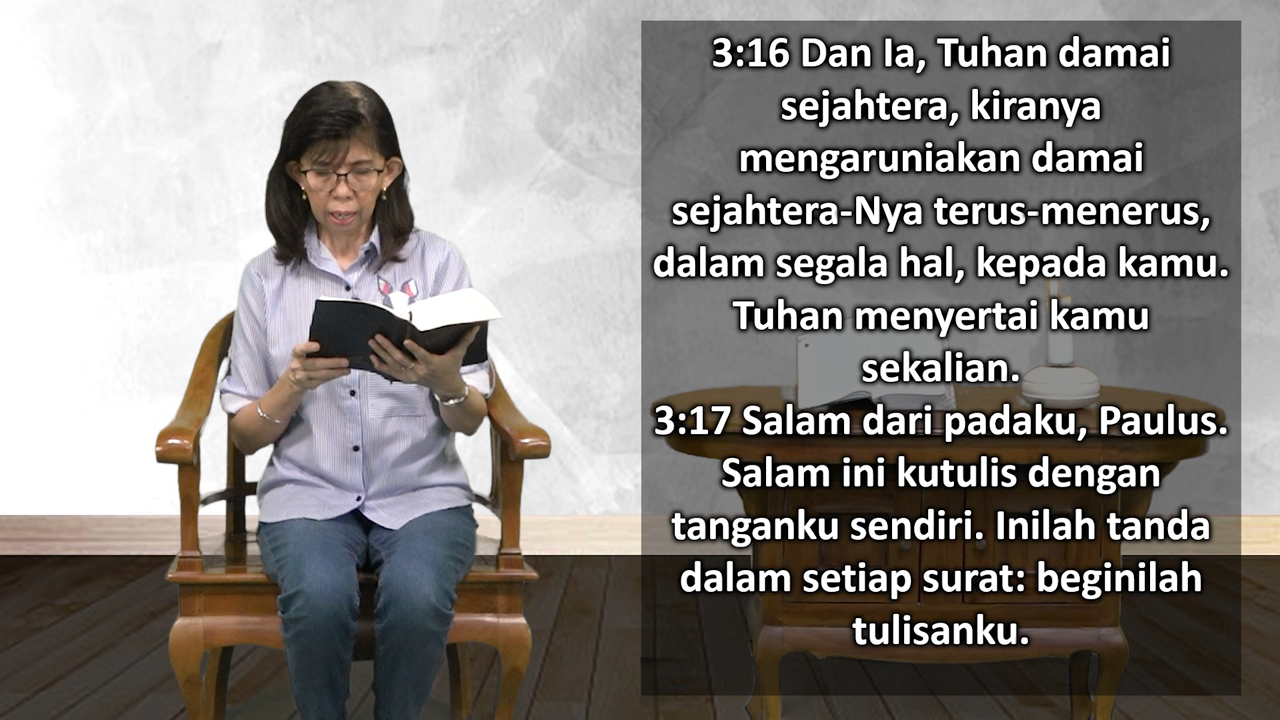 3:16 Dan Ia, Tuhan damai
sejahtera, kiranya
mengaruniakan damai
sejahtera-Nya terus-menerus,
dalam segala hal, kepada kamu.
Tuhan menyertai kamu
sekalian.
3:17 Salam dari padaku, Paulus.
Salam ini kutulis dengan
tanganku sendiri. Inilah tanda
dalam setiap surat: beginilah
tulisanku.